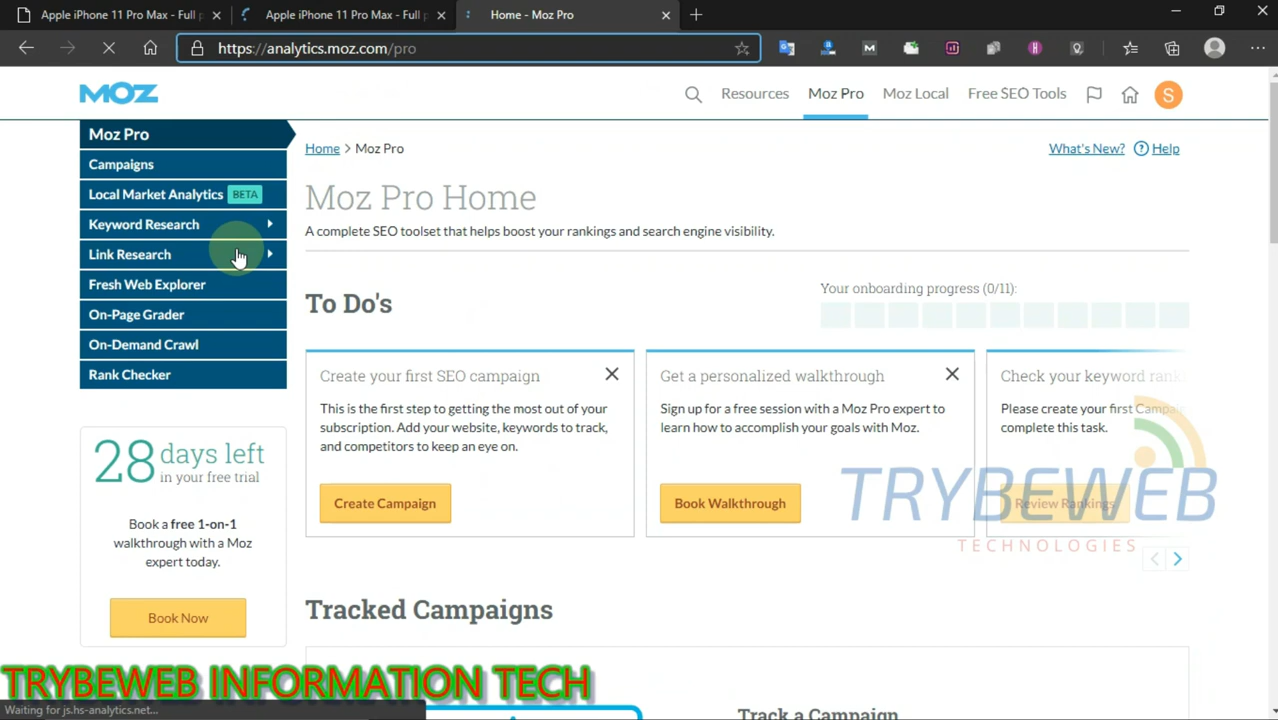 Apple iPhone 11 Pro Max - Full p
Apple iPhone 11 Pro Max - Full p
Home - Moz Pro
https://analytics.moz.com/pro
MOZ
Resources
Moz Pro
Moz Local
Free SEO Tools
S
Moz Pro
Campaigns
Local Market Analytics BETA
Keyword Research
Link Research
Fresh Web Explorer
On-Page Grader
On-Demand Crawl
Rank Checker
28 days left
in your free trial
Book a free 1-on-1
walkthrough with a Moz
expert today.
Book Now
Home > Moz Pro
What's New?
Help
Moz Pro Home
A complete SEO toolset that helps boost your rankings and search engine visibility.
To Do's
Your onboarding progress (0/11):
Create your first SEO campaign
This is the first step to getting the most out of your
subscription. Add your website, keywords to track,
and competitors to keep an eye on.
Create Campaign
Get a personalized walkthrough
Sign up for a free session with a Moz Pro expert to
learn how to accomplish your goals with Moz.
Book Walkthrough
Check your keyword rank
Please create your first Campaign
complete this task.
Review Rankings
TRYBEWEB
TECHNOLOGIES
Tracked Campaigns
Track a Campaign
TRYBEWEB INFORMATION TECH
Waiting for js.hs-analytics.net...